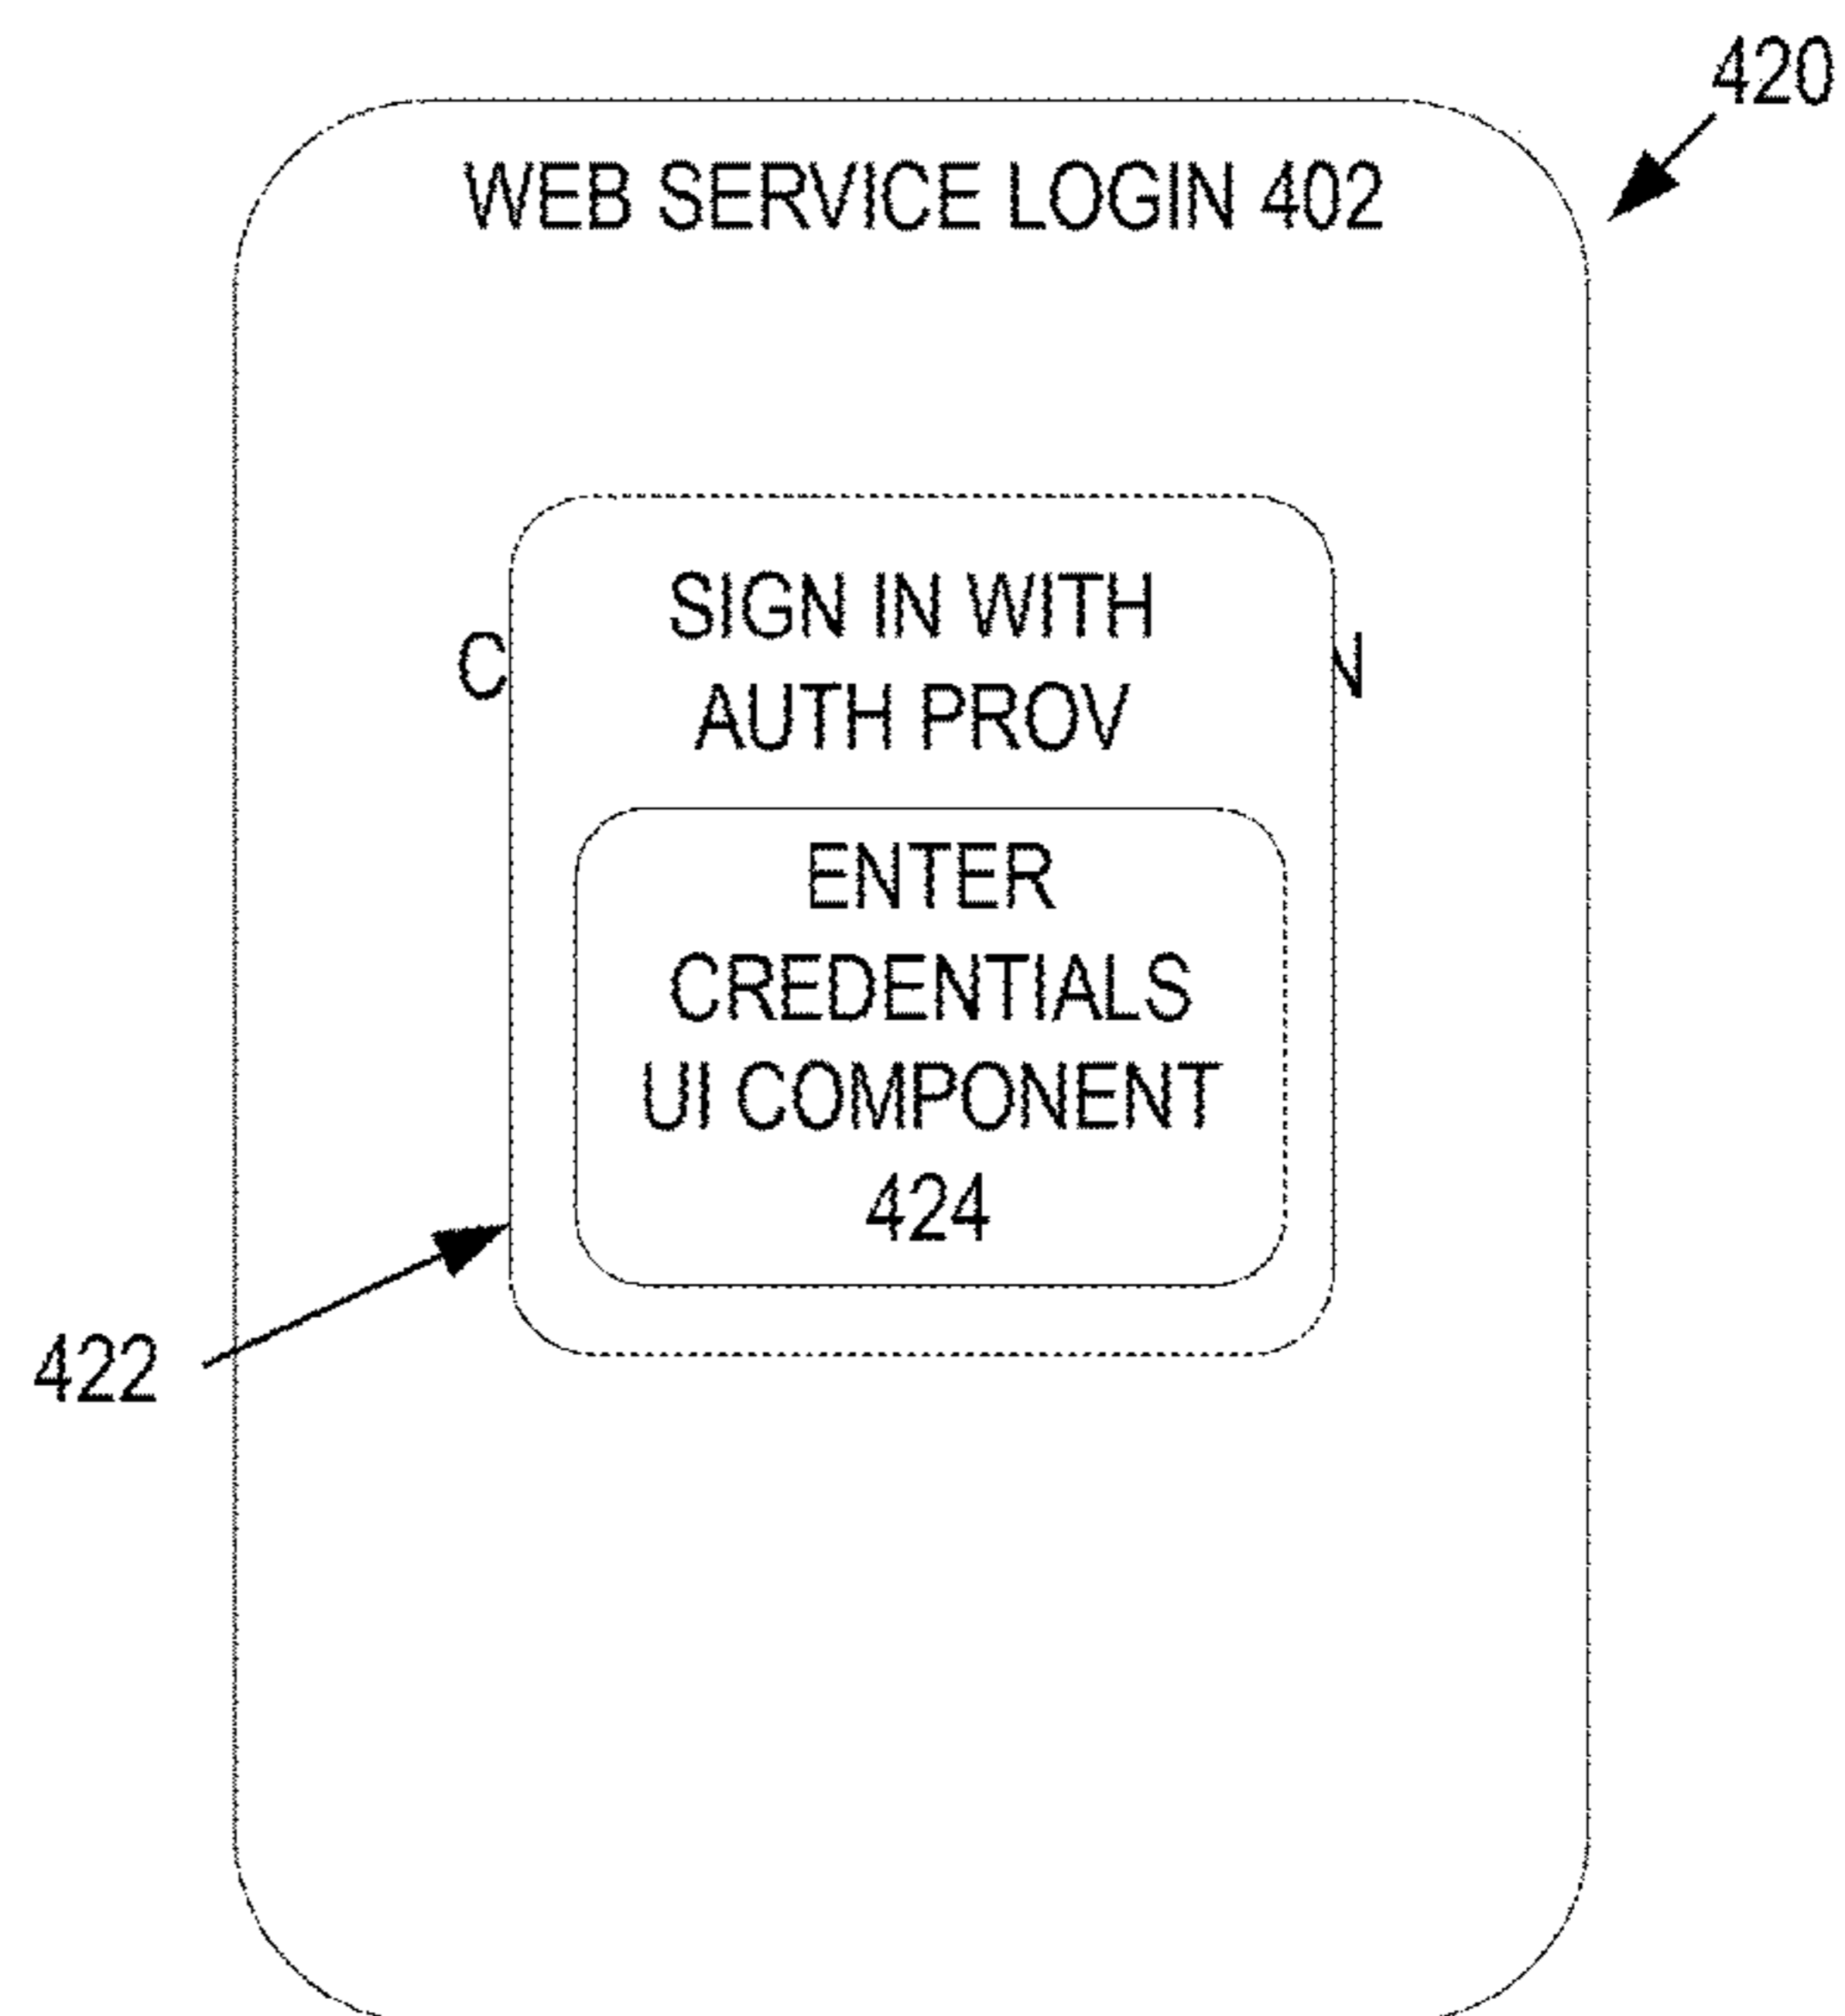 420
WEB SERVICE LOGIN 402
SIGN IN WITH
AUTH PROV
ENTER
CREDENTIALS
UI COMPONENT
424
422